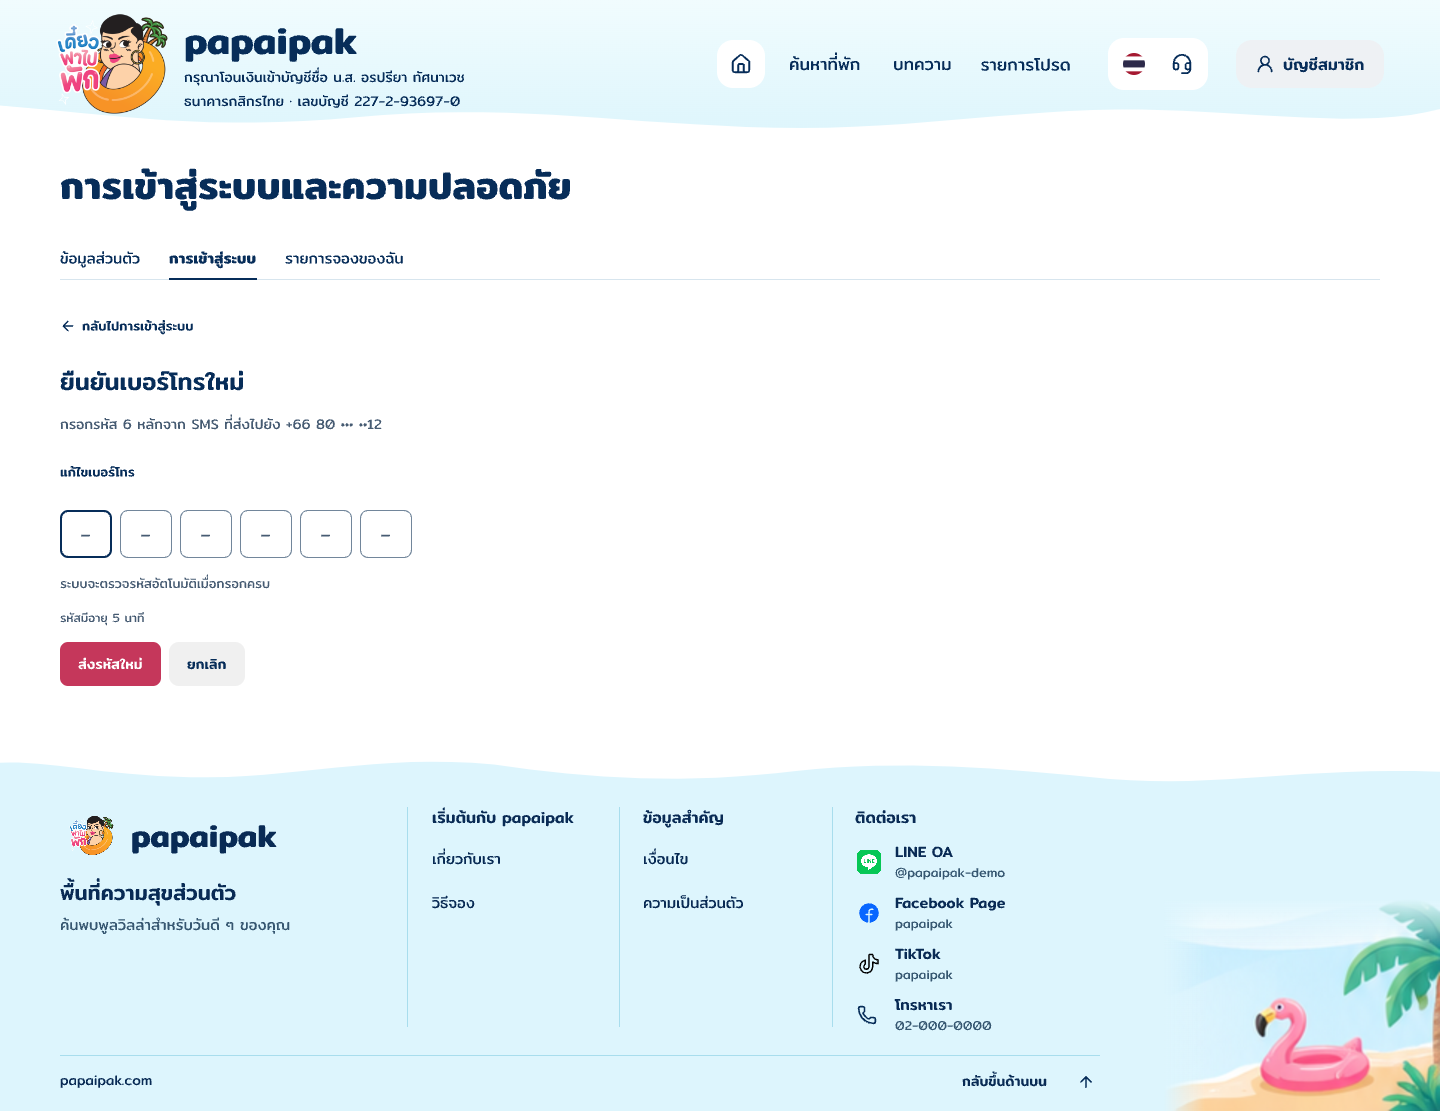 เดี๋ยว
พาไป
พัก
papaipak
กรุณาโอนเงินเข้าบัญชีชื่อ น.ส. อรปรียา ทัศนาเวช
ธนาคารกสิกรไทย · เลขบัญชี 227-2-93697-0
ค้นหาที่พัก
บทความ
รายการโปรด
บัญชีสมาชิก
การเข้าสู่ระบบและความปลอดภัย
ข้อมูลส่วนตัว
การเข้าสู่ระบบ
รายการจองของฉัน
กลับไปการเข้าสู่ระบบ
ยืนยันเบอร์โทรใหม่
กรอกรหัส 6 หลักจาก SMS ที่ส่งไปยัง +66 80 ••• ••12
แก้ไขเบอร์โทร
– – – – – –
ระบบจะตรวจรหัสอัตโนมัติเมื่อกรอกครบ
รหัสมีอายุ 5 นาที
ส่งรหัสใหม่
ยกเลิก
เดี๋ยว
พาไป
พัก
papaipak
พื้นที่ความสุขส่วนตัว
ค้นพบพูลวิลล่าสำหรับวันดี ๆ ของคุณ
เริ่มต้นกับ papaipak
เกี่ยวกับเรา
วิธีจอง
ข้อมูลสำคัญ
เงื่อนไข
ความเป็นส่วนตัว
ติดต่อเรา
LINE
LINE OA
@papaipak-demo
Facebook Page
papaipak
TikTok
papaipak
โทรหาเรา
02-000-0000
papaipak.com
กลับขึ้นด้านบน